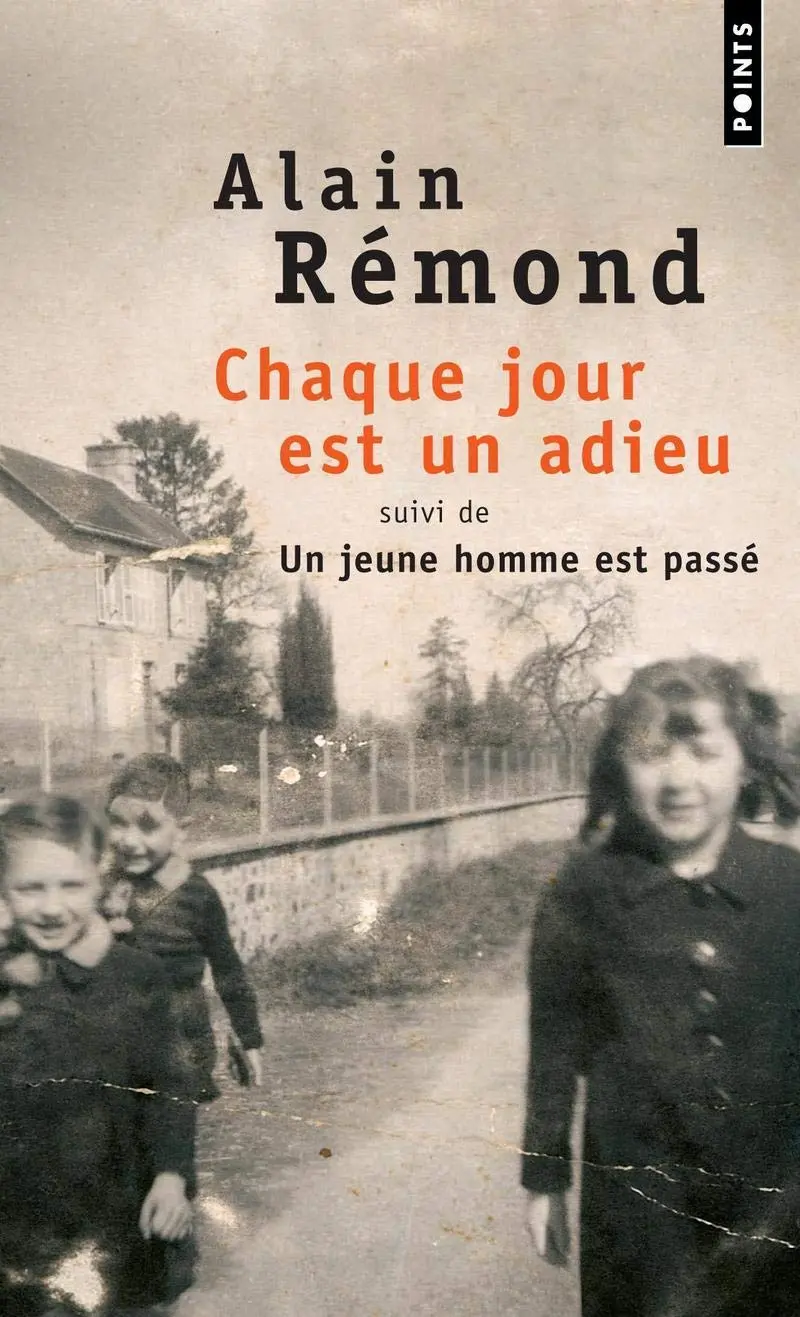 POINTS
Alain
Rémond
Chaque jour
est un adieu
suivi de
Un jeune homme est passé